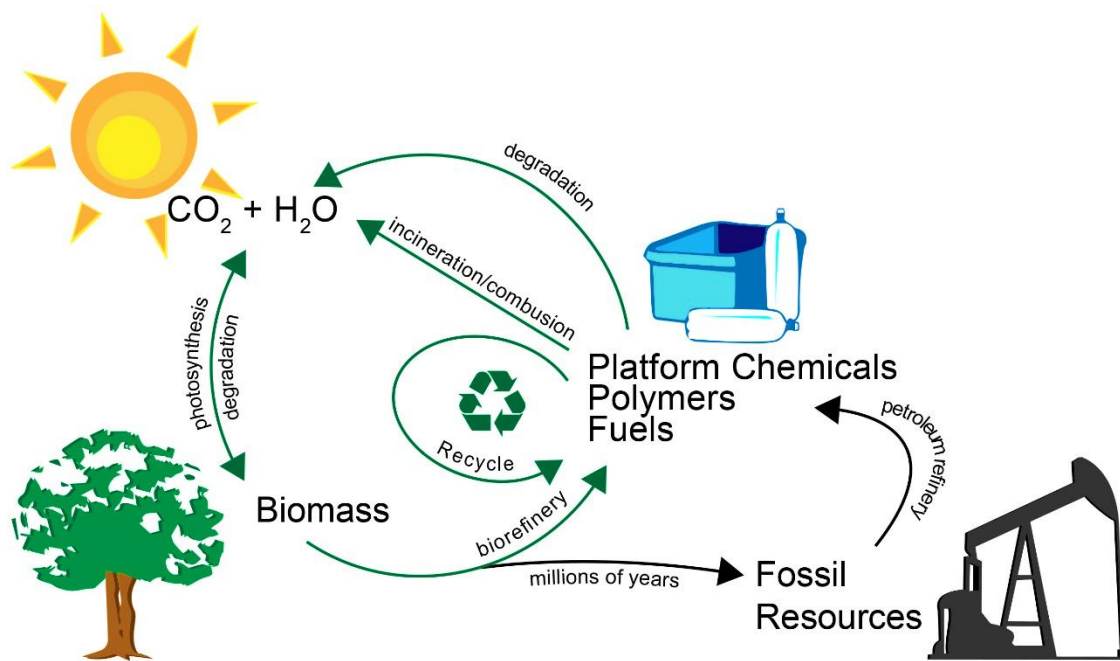 degradation
CO₂ + H₂O
incineration/combusion
photosynthesis
degradation
Platform Chemicals
Polymers
Fuels
petroleum refinery
Recycle
Biomass
biorefinery
millions of years
Fossil
Resources